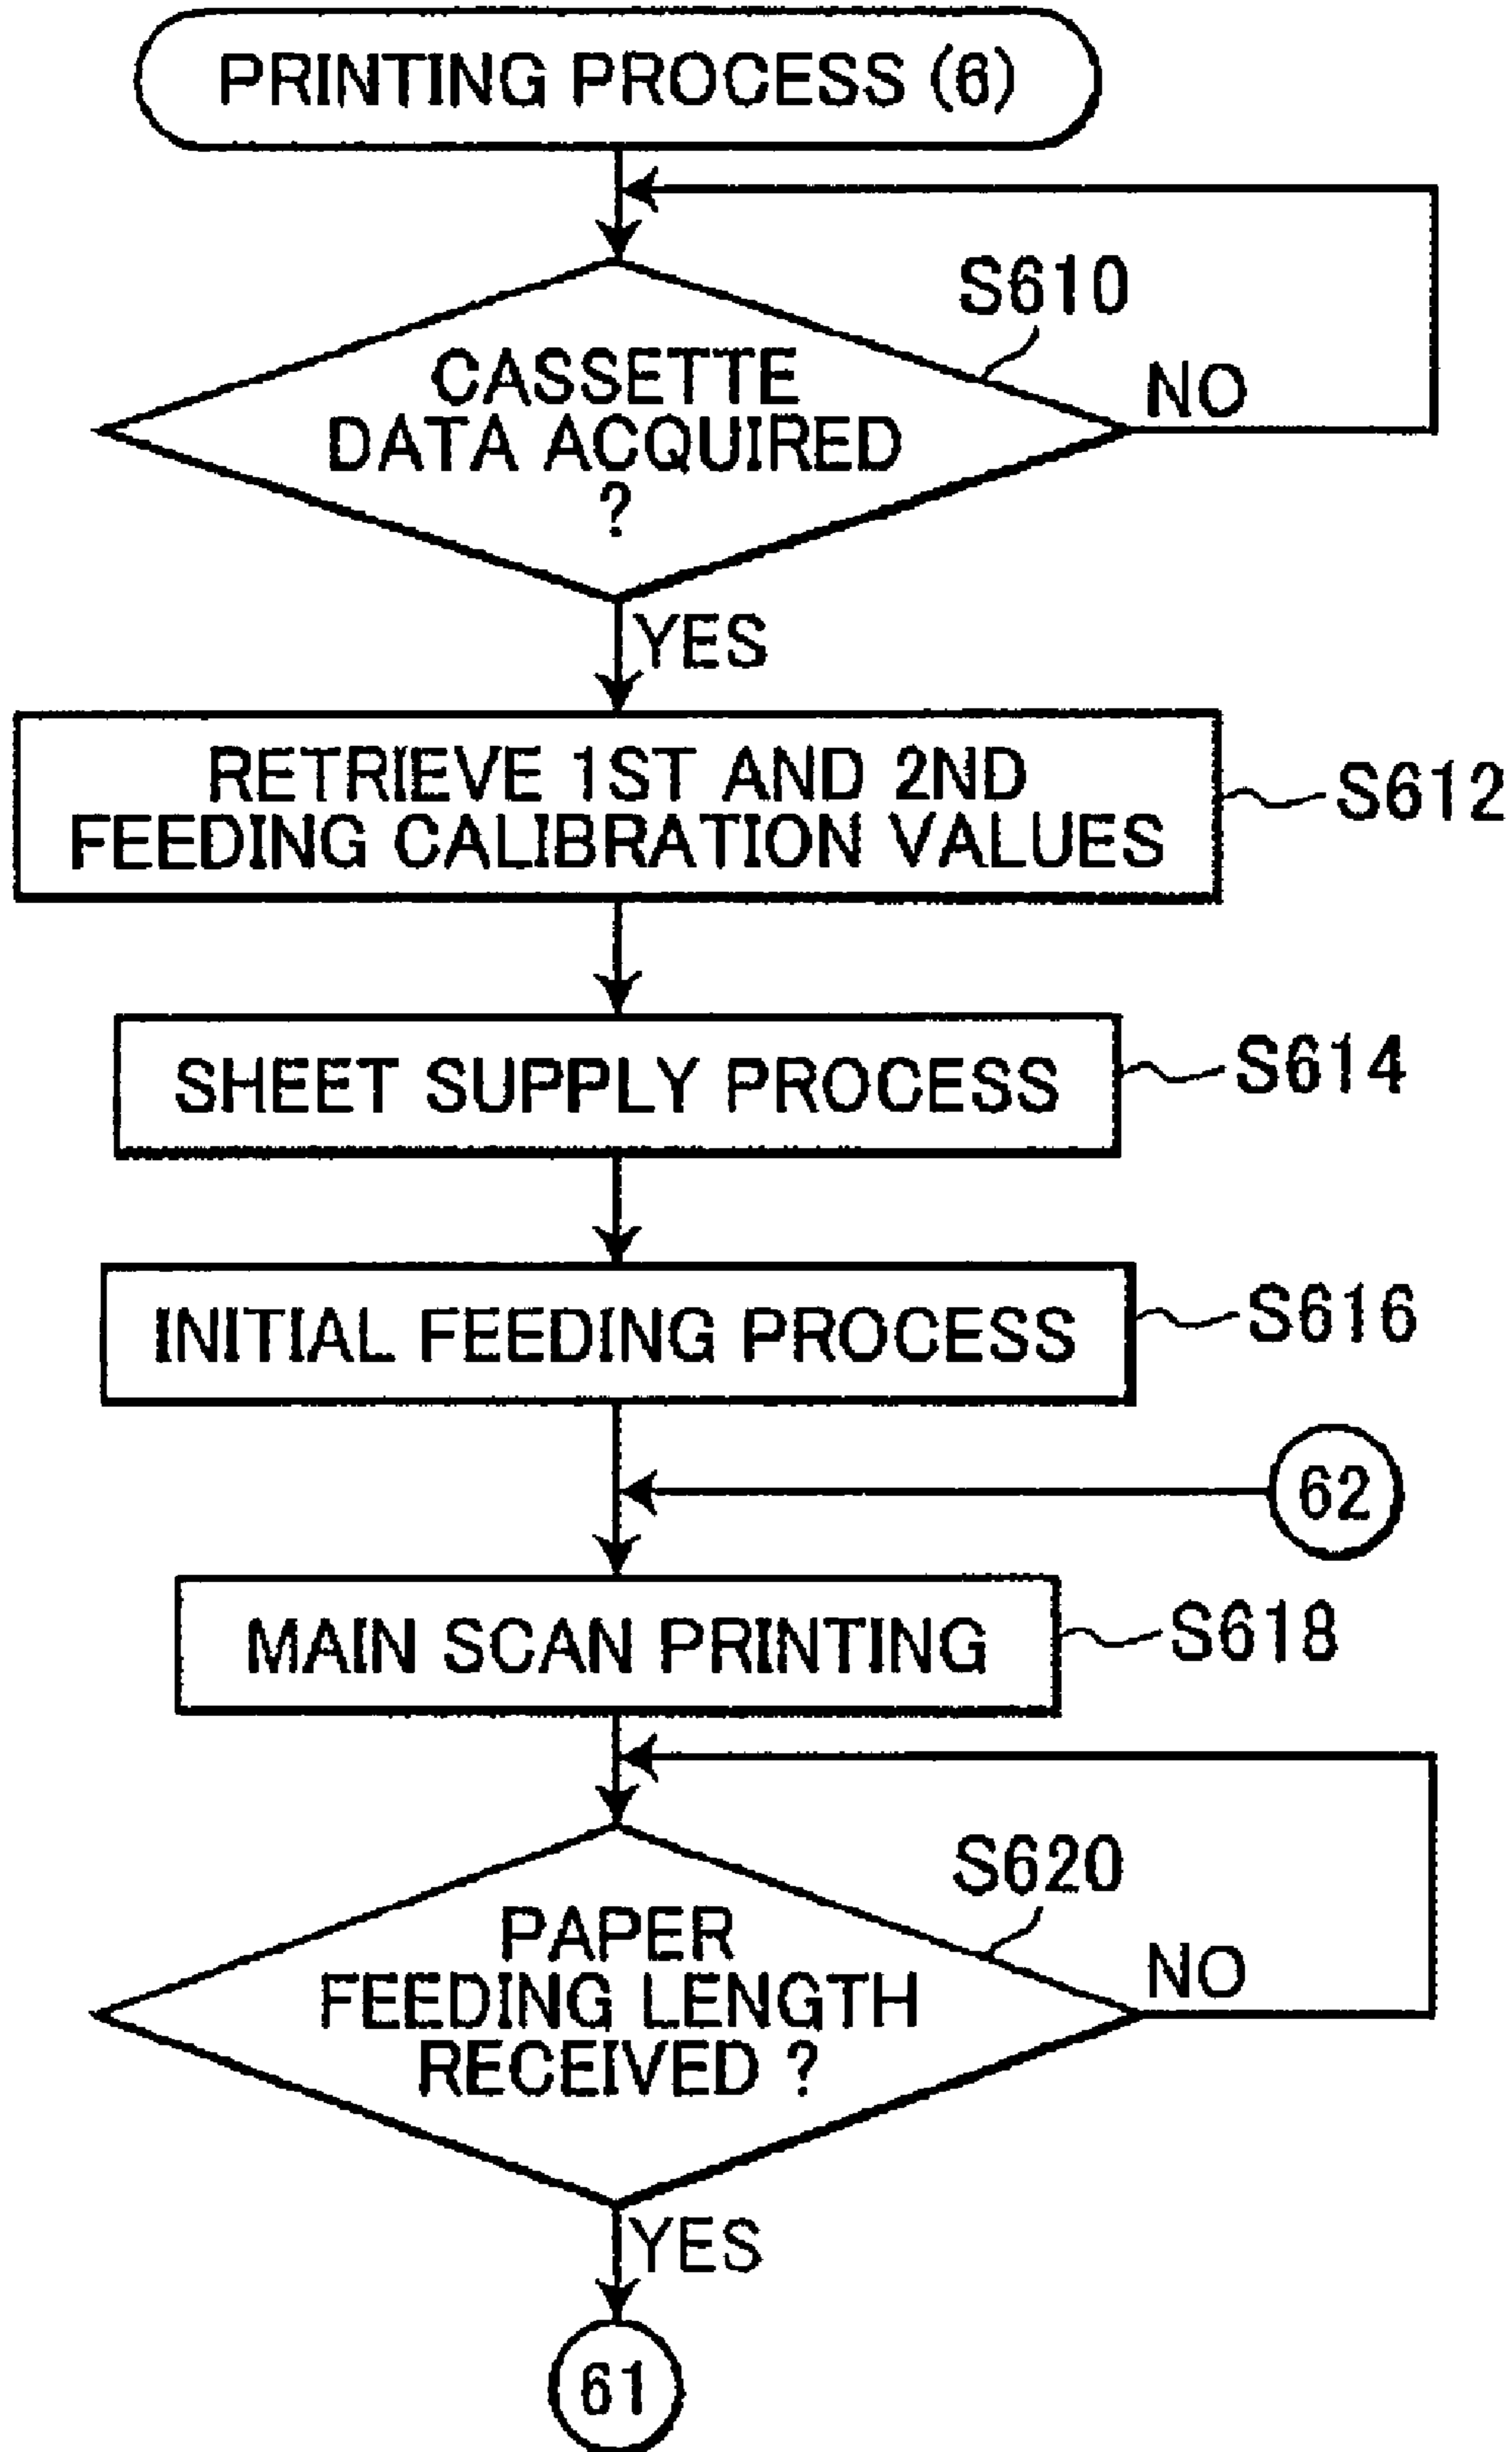 PRINTING PROCESS (6)
S610
CASSETTE
DATA ACQUIRED
?
NO
YES
RETRIEVE 1ST AND 2ND
FEEDING CALIBRATION VALUES
S612
SHEET SUPPLY PROCESS
S614
INITIAL FEEDING PROCESS
S616
62
MAIN SCAN PRINTING
S618
S620
PAPER
FEEDING LENGTH
RECEIVED ?
NO
YES
61